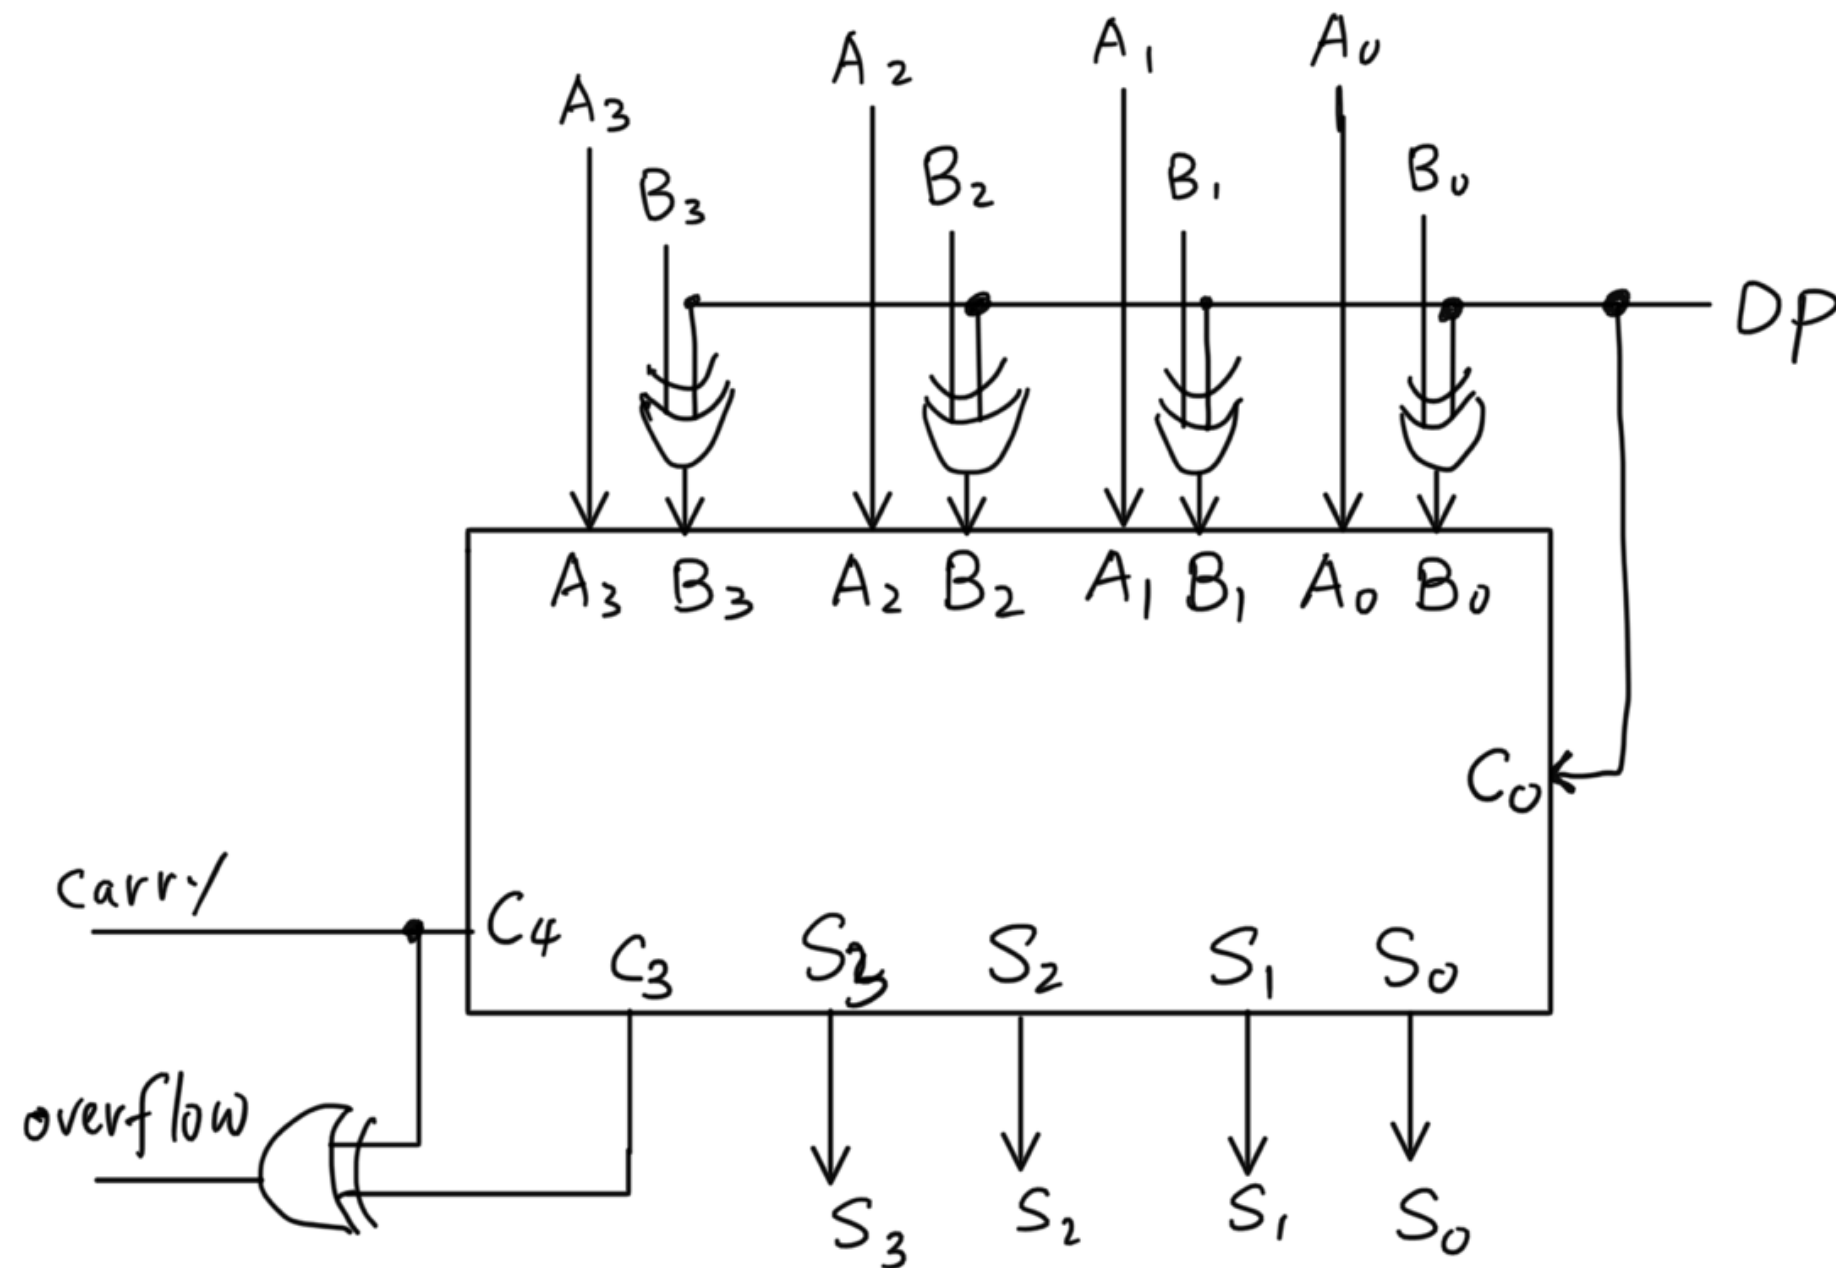 A3 A2 A1 A0
B3 B2 B1 B0
Dp
A3 B3 A2 B2 A1 B1 A0 B0
C0
Carry C4
C3 S3 S2 S1 S0
overflow
S3 S2 S1 S0